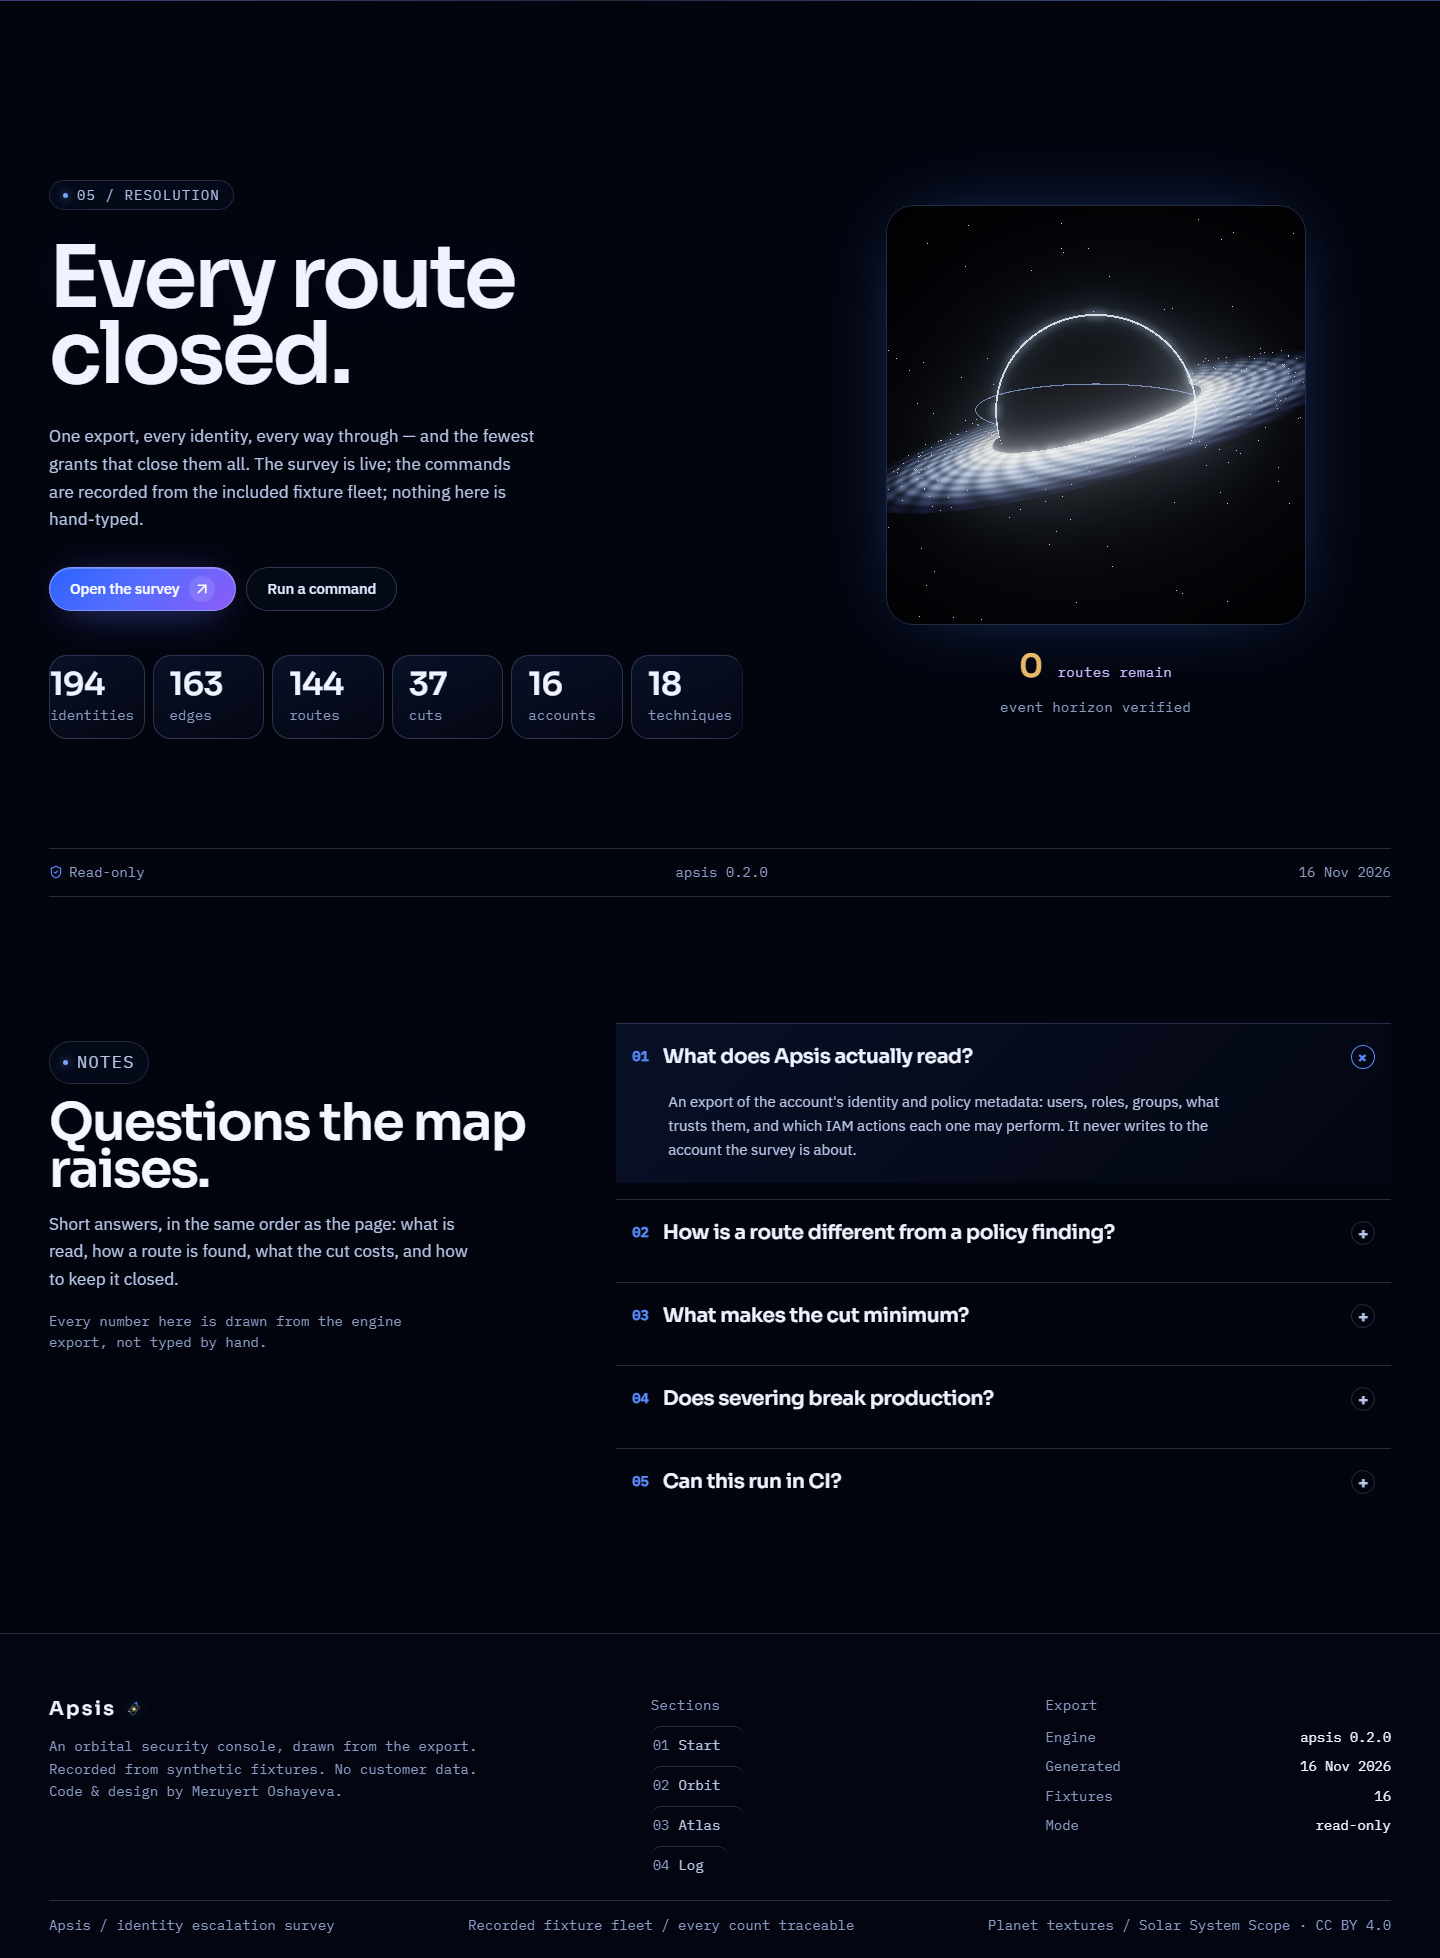 05 / RESOLUTION
Every route
closed.
One export, every identity, every way through — and the fewest
grants that close them all. The survey is live; the commands
are recorded from the included fixture fleet; nothing here is
hand-typed.
Open the survey
Run a command
194
identities
163
edges
144
routes
37
cuts
16
accounts
18
techniques
0 routes remain
event horizon verified
Read-only
apsis 0.2.0
16 Nov 2026
NOTES
Questions the map
raises.
Short answers, in the same order as the page: what is
read, how a route is found, what the cut costs, and how
to keep it closed.
Every number here is drawn from the engine
export, not typed by hand.
01 What does Apsis actually read?
An export of the account's identity and policy metadata: users, roles, groups, what
trusts them, and which IAM actions each one may perform. It never writes to the
account the survey is about.
02 How is a route different from a policy finding?
03 What makes the cut minimum?
04 Does severing break production?
05 Can this run in CI?
Apsis
An orbital security console, drawn from the export.
Recorded from synthetic fixtures. No customer data.
Code & design by Meruyert Oshayeva.
Sections
01 Start
02 Orbit
03 Atlas
04 Log
Export
Engine apsis 0.2.0
Generated 16 Nov 2026
Fixtures 16
Mode read-only
Apsis / identity escalation survey
Recorded fixture fleet / every count traceable
Planet textures / Solar System Scope · CC BY 4.0